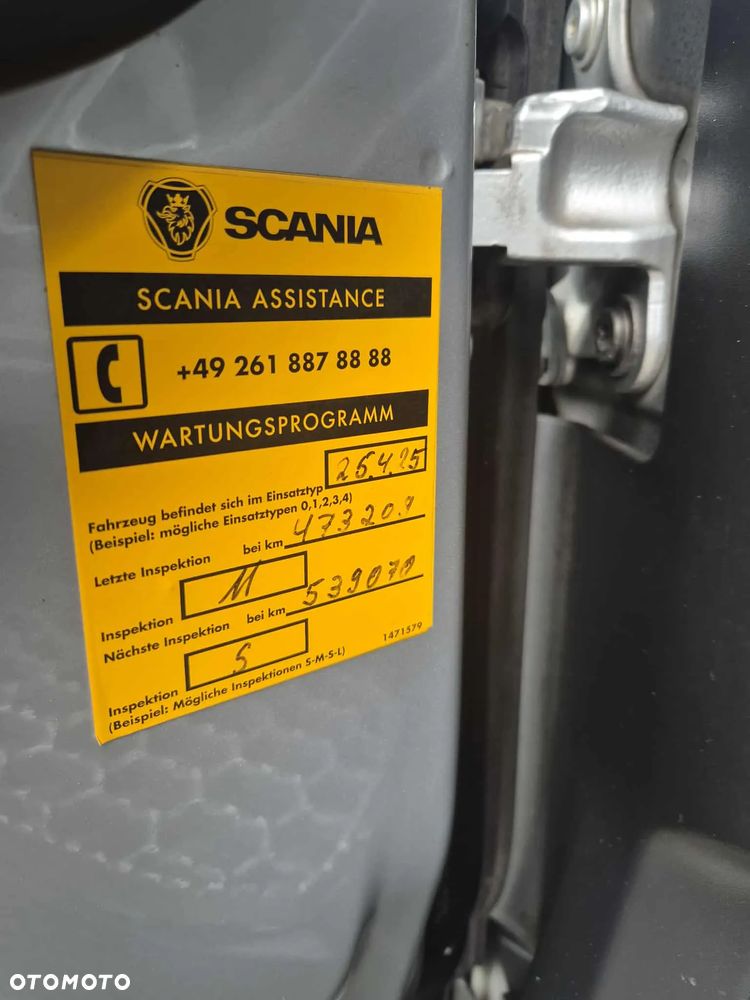 SCANIA
SCANIA ASSISTANCE
+49 261 887 88 88
WARTUNGSPROGRAMM
Fahrzeug befindet sich im Einsatztyp 26.4.25
(Beispiel: mögliche Einsatztypen 0,1,2,3,4)
Letzte Inspektion bei km 473209
Inspektion M
Nächste Inspektion bei km 539070
Inspektion S
1471579
(Beispiel: Mögliche Inspektionen S-M-S-L)
OTOMOTO